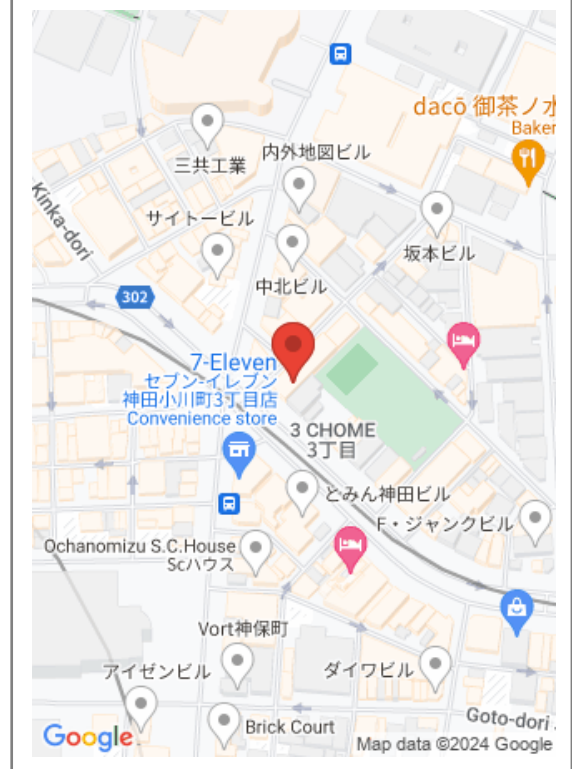 dacō 御茶ノ水
Baker
内外地図ビル
三共工業
Kinka-dori
サイトービル
坂本ビル
中北ビル
302
7-Eleven
セブン-イレブン
神田小川町3丁目店
Convenience store
3 CHOME
3丁目
とみん神田ビル
F・ジャンクビル
Ochanomizu S.C.House
Scハウス
Vort神保町
アイゼンビル
ダイワビル
Goto-dori
Brick Court
Google
Map data ©2024 Google